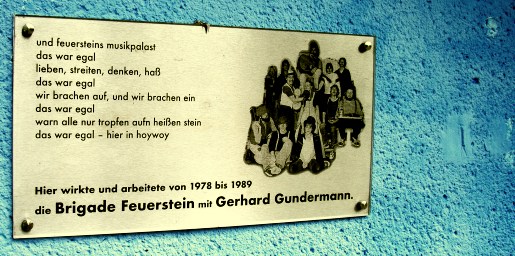 und feuersteins musikpalast
das war egal
lieben, streiten, denken, haß
das war egal
wir brachen auf, und wir brachen ein
das war egal
warn alle nur tropfen aufn heißen stein
das war egal – hier in hoywoy
Hier wirkte und arbeitete von 1978 bis 1989
die Brigade Feuerstein mit Gerhard Gundermann.